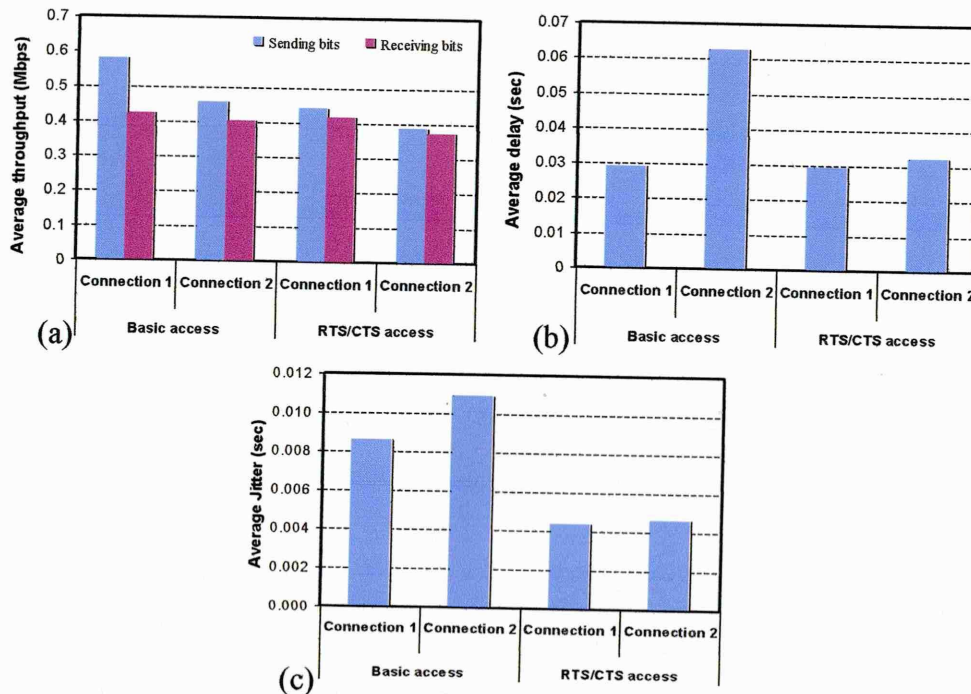 0.7
0.6
0.5
0.4
0.3
0.2
0.1
0
Average throughput (Mbps)
Sending bits
Receiving bits
Connection 1
Connection 2
Connection 1
Connection 2
Basic access
RTS/CTS access
(a)
0.07
0.06
0.05
0.04
0.03
0.02
0.01
0
Average delay (sec)
Connection 1
Connection 2
Connection 1
Connection 2
Basic access
RTS/CTS access
(b)
0.012
0.010
0.008
0.006
0.004
0.002
0.000
Average Jitter (sec)
Connection 1
Connection 2
Connection 1
Connection 2
Basic access
RTS/CTS access
(c)